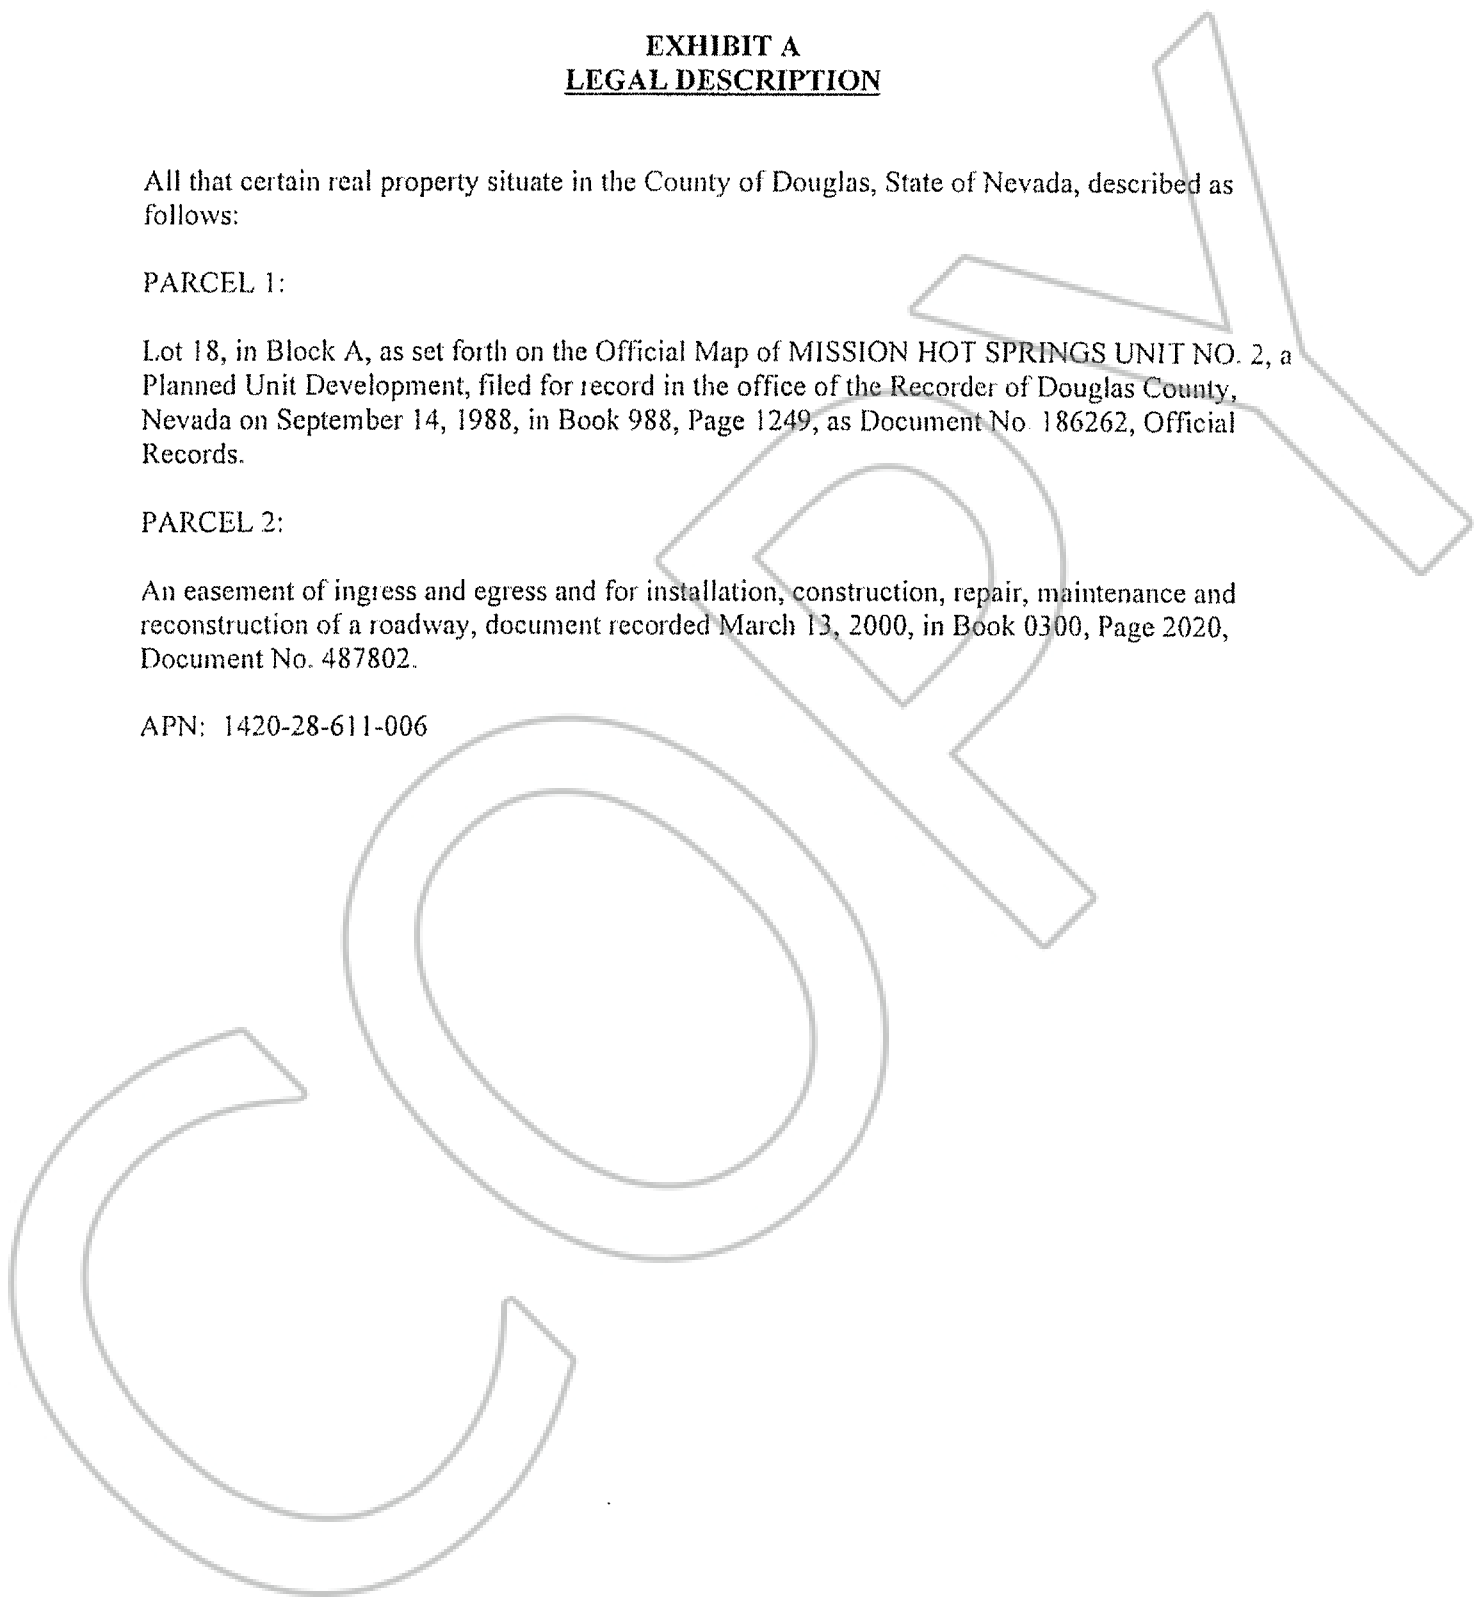 EXHIBIT A
LEGAL DESCRIPTION
All that certain real property situate in the County of Douglas, State of Nevada, described as
follows:
PARCEL 1:
Lot 18, in Block A, as set forth on the Official Map of MISSION HOT SPRINGS UNIT NO. 2, a
Planned Unit Development, filed for record in the office of the Recorder of Douglas County,
Nevada on September 14, 1988, in Book 988, Page 1249, as Document No. 186262, Official
Records.
PARCEL 2:
An easement of ingress and egress and for installation, construction, repair, maintenance and
reconstruction of a roadway, document recorded March 13, 2000, in Book 0300, Page 2020,
Document No. 487802.
APN: 1420-28-611-006
COPY